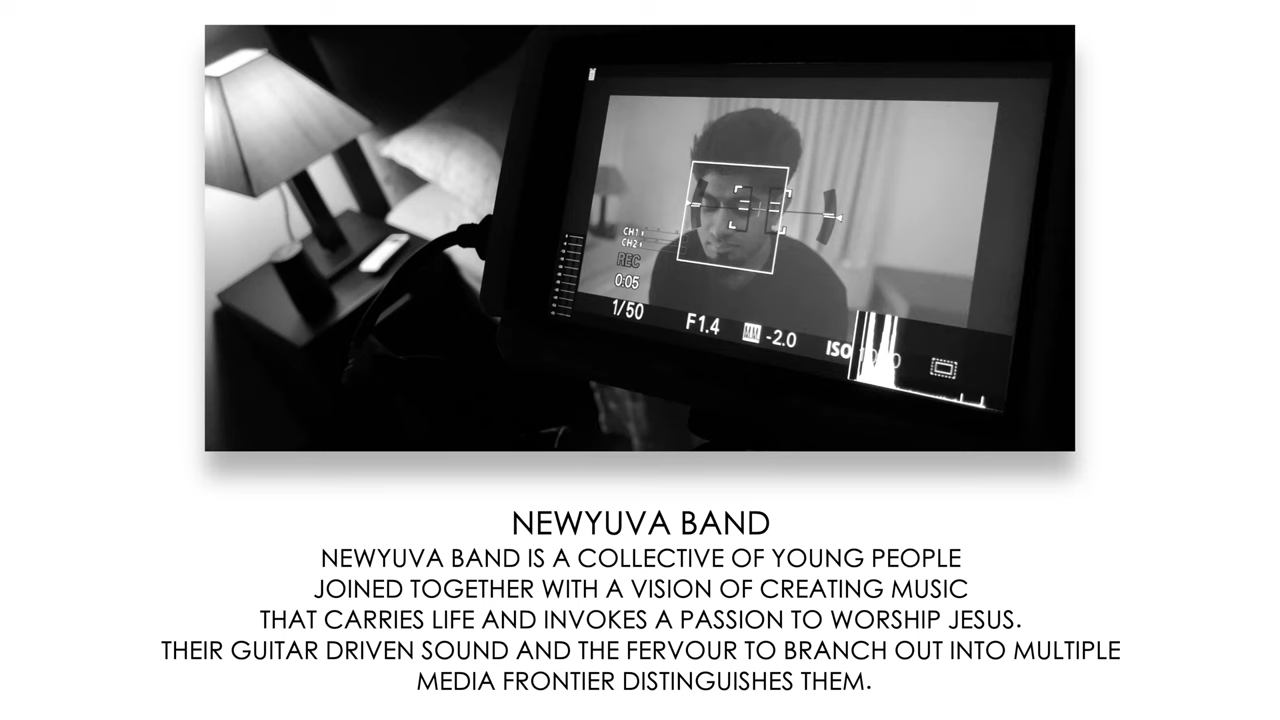 CH1
CH2
REC
0:05
1/50
F1.4
MM -2.0
ISO
NEWYUVA BAND
NEWYUVA BAND IS A COLLECTIVE OF YOUNG PEOPLE
JOINED TOGETHER WITH A VISION OF CREATING MUSIC
THAT CARRIES LIFE AND INVOKES A PASSION TO WORSHIP JESUS.
THEIR GUITAR DRIVEN SOUND AND THE FERVOUR TO BRANCH OUT INTO MULTIPLE
MEDIA FRONTIER DISTINGUISHES THEM.